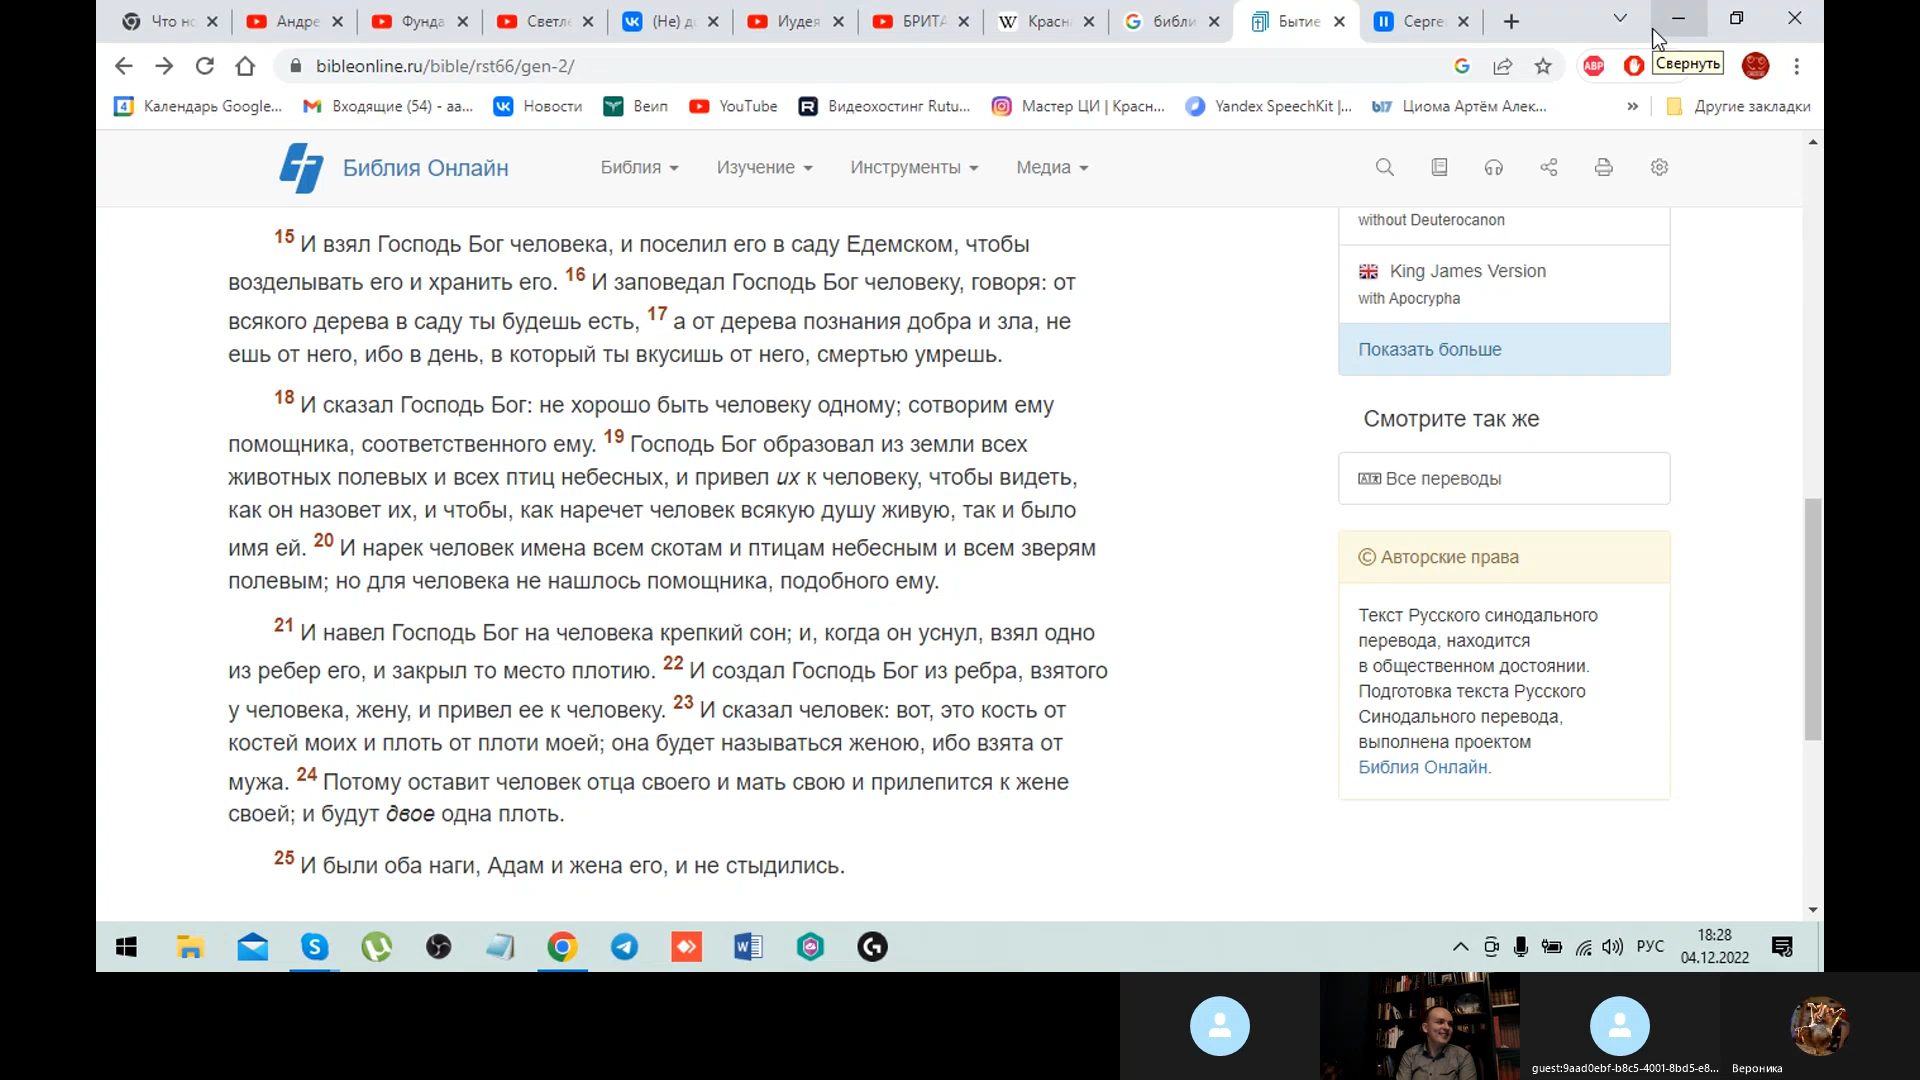 Что нс
Андре
Фунда
Светле
(Не) д
Иудея
БРИТА
Красн
библи
Бытие
Серге
bibleonline.ru/bible/rst66/gen-2/
Свернуть
Календарь Google...
Входящие (54) - aa...
Новости
Веип
YouTube
Видеохостинг Rutu...
Мастер ЦИ | Красн...
Yandex SpeechKit |...
Циома Артём Алек...
»
Другие закладки
Библия Онлайн
Библия
Изучение
Инструменты
Медиа
15 И взял Господь Бог человека, и поселил его в саду Едемском, чтобы
возделывать его и хранить его. 16 И заповедал Господь Бог человеку, говоря: от
всякого дерева в саду ты будешь есть, 17 а от дерева познания добра и зла, не
ешь от него, ибо в день, в который ты вкусишь от него, смертью умрешь.
18 И сказал Господь Бог: не хорошо быть человеку одному; сотворим ему
помощника, соответственного ему. 19 Господь Бог образовал из земли всех
животных полевых и всех птиц небесных, и привел их к человеку, чтобы видеть,
как он назовет их, и чтобы, как наречет человек всякую душу живую, так и было
имя ей. 20 И нарек человек имена всем скотам и птицам небесным и всем зверям
полевым; но для человека не нашлось помощника, подобного ему.
21 И навел Господь Бог на человека крепкий сон; и, когда он уснул, взял одно
из ребер его, и закрыл то место плотию. 22 И создал Господь Бог из ребра, взятого
у человека, жену, и привел ее к человеку. 23 И сказал человек: вот, это кость от
костей моих и плоть от плоти моей; она будет называться женою, ибо взята от
мужа. 24 Потому оставит человек отца своего и мать свою и прилепится к жене
своей; и будут двое одна плоть.
25 И были оба наги, Адам и жена его, и не стыдились.
without Deuterocanon
King James Version
with Apocrypha
Показать больше
Смотрите так же
Все переводы
© Авторские права
Текст Русского синодального
перевода, находится
в общественном достоянии.
Подготовка текста Русского
Синодального перевода,
выполнена проектом
Библия Онлайн.
РУС
18:28
04.12.2022
guest:9aad0ebf-b8c5-4001-8bd5-e8...
Вероника